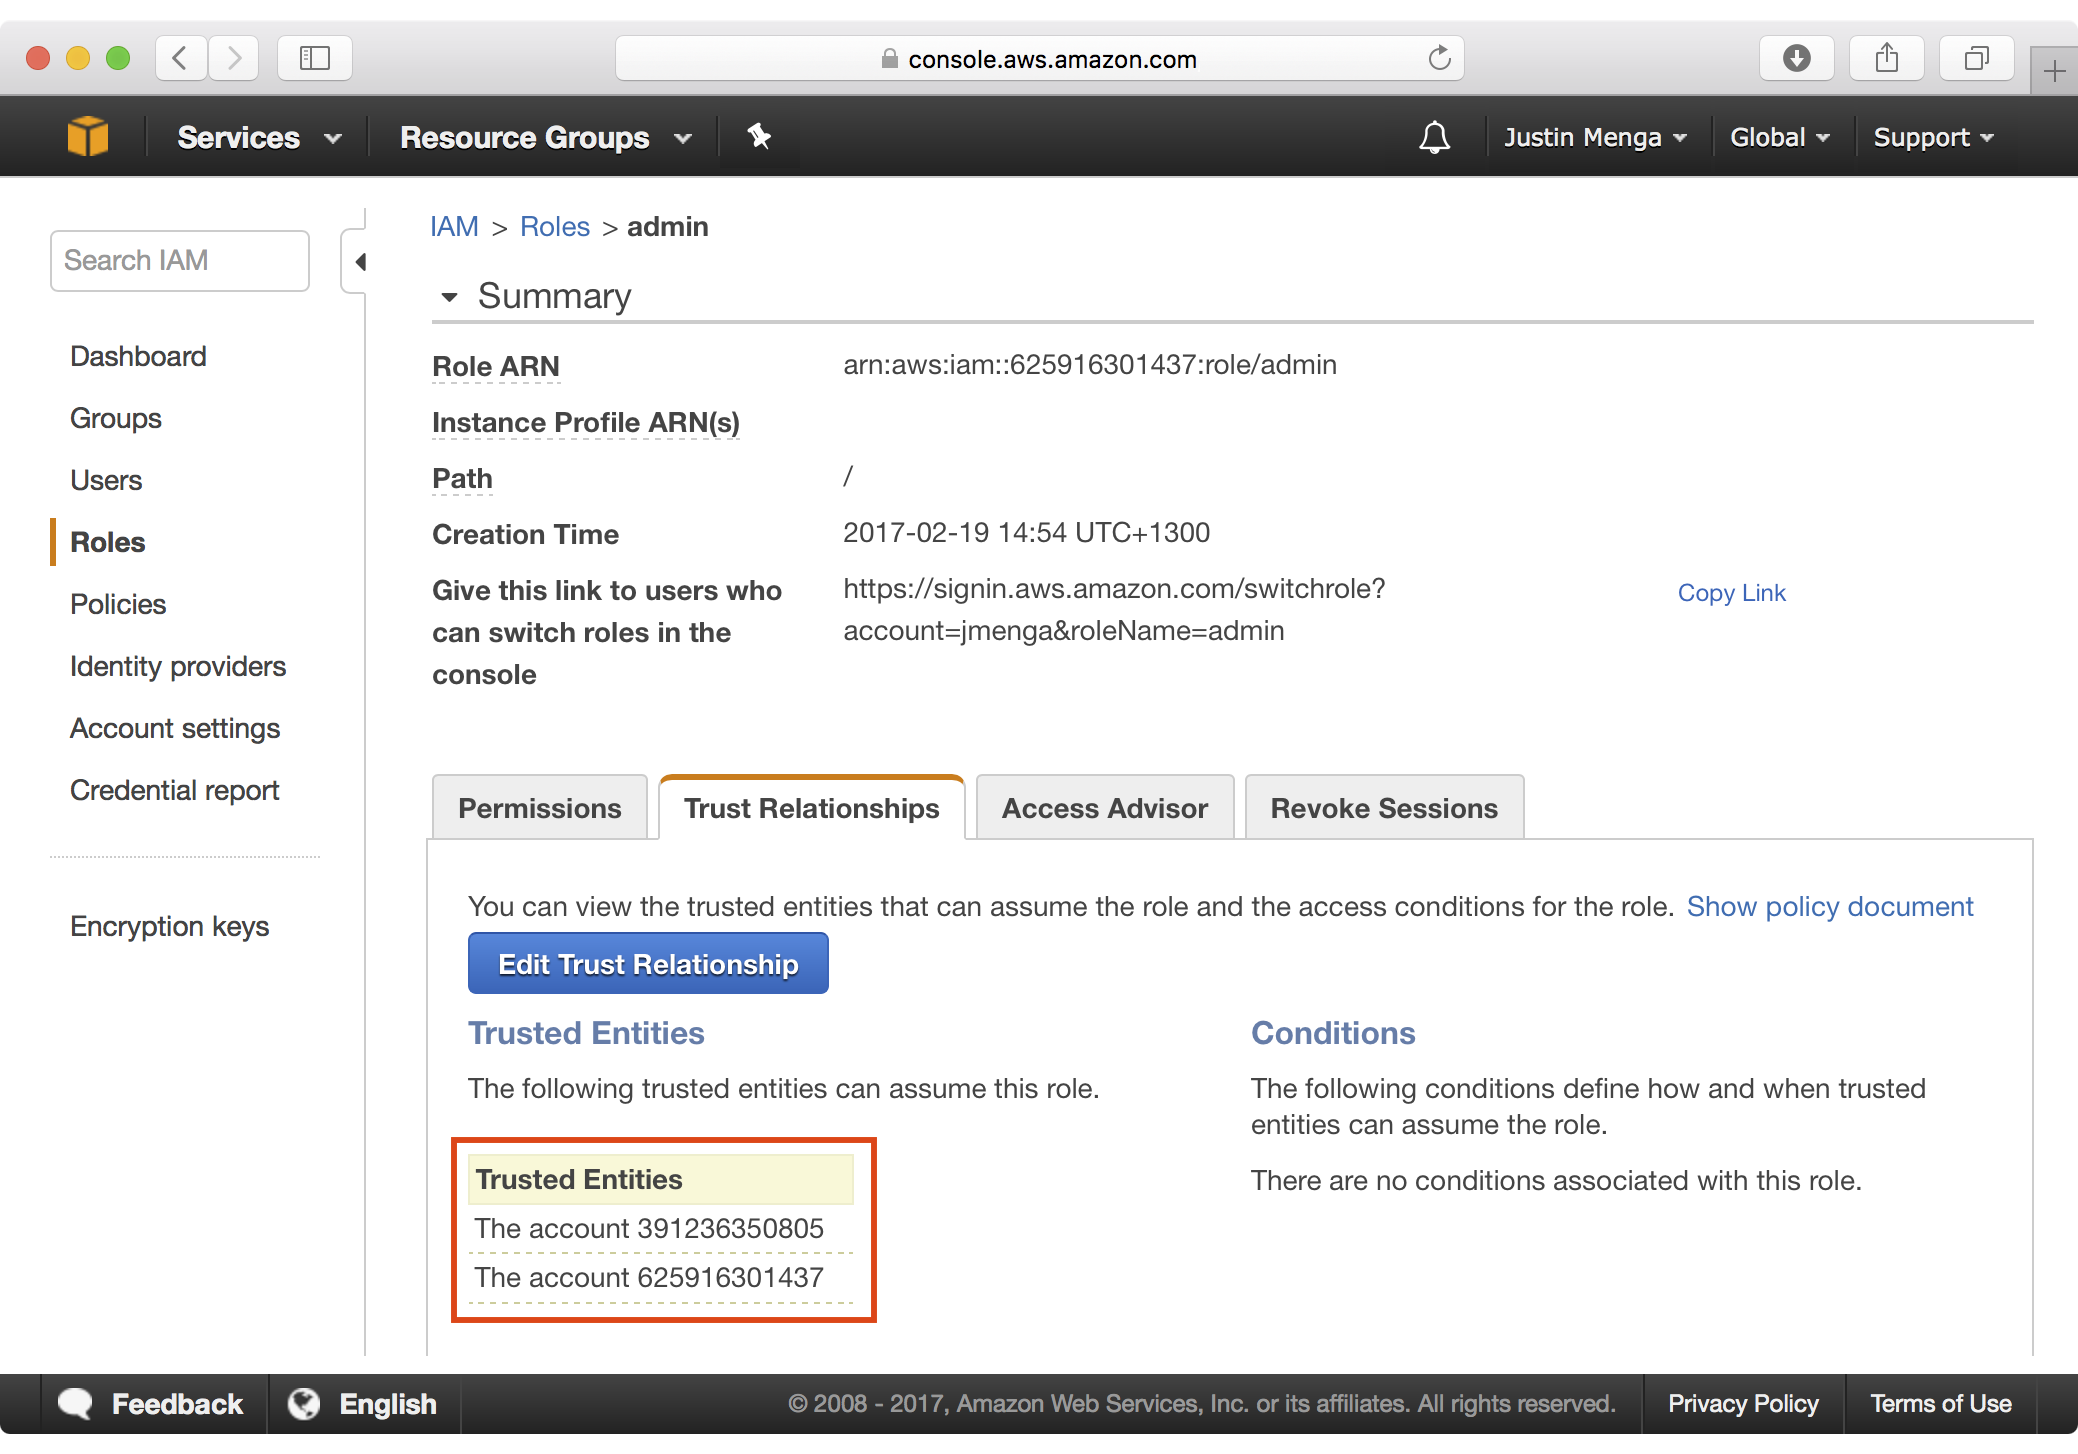 console.aws.amazon.com
Services
Resource Groups
Justin Menga
Global
Support
Search IAM
Dashboard
Groups
Users
Roles
Policies
Identity providers
Account settings
Credential report
Encryption keys
IAM > Roles > admin
Summary
Role ARN arn:aws:iam::625916301437:role/admin
Instance Profile ARN(s)
Path /
Creation Time 2017-02-19 14:54 UTC+1300
Give this link to users who https://signin.aws.amazon.com/switchrole? Copy Link
can switch roles in the account=jmenga&roleName=admin
console
Permissions
Trust Relationships
Access Advisor
Revoke Sessions
You can view the trusted entities that can assume the role and the access conditions for the role. Show policy document
Edit Trust Relationship
Trusted Entities
The following trusted entities can assume this role.
Trusted Entities
The account 391236350805
The account 625916301437
Conditions
The following conditions define how and when trusted
entities can assume the role.
There are no conditions associated with this role.
Feedback
English
© 2008 - 2017, Amazon Web Services, Inc. or its affiliates. All rights reserved.
Privacy Policy
Terms of Use